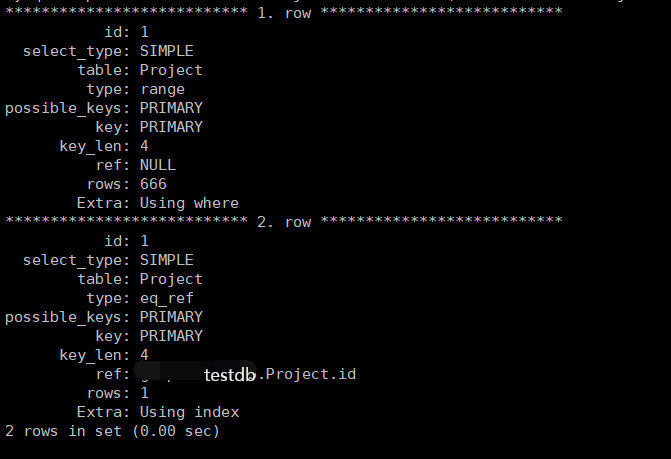 *************************** 1. row ***************************
id: 1
select_type: SIMPLE
table: Project
type: range
possible_keys: PRIMARY
key: PRIMARY
key_len: 4
ref: NULL
rows: 666
Extra: Using where
*************************** 2. row ***************************
id: 1
select_type: SIMPLE
table: Project
type: eq_ref
possible_keys: PRIMARY
key: PRIMARY
key_len: 4
ref: testdb.Project.id
rows: 1
Extra: Using index
2 rows in set (0.00 sec)